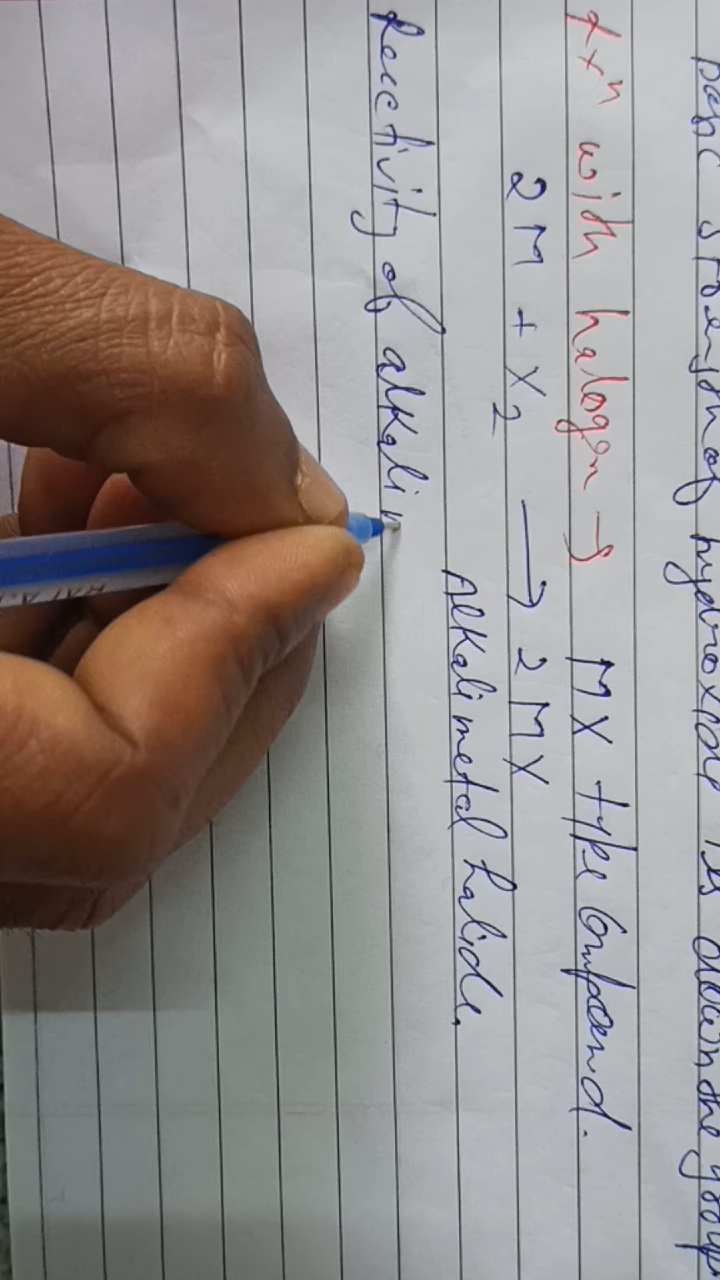 basic strength of hydroxide is down the group
rxn with halogen → MX type Compound.
2M + X2 → 2MX
Alkali metal halide.
Reactivity of alkali